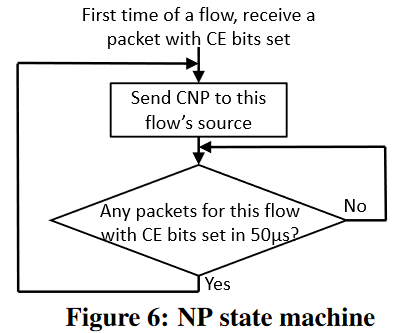 First time of a flow, receive a
packet with CE bits set
Send CNP to this
flow's source
Any packets for this flow
with CE bits set in 50μs?
No
Yes
Figure 6: NP state machine